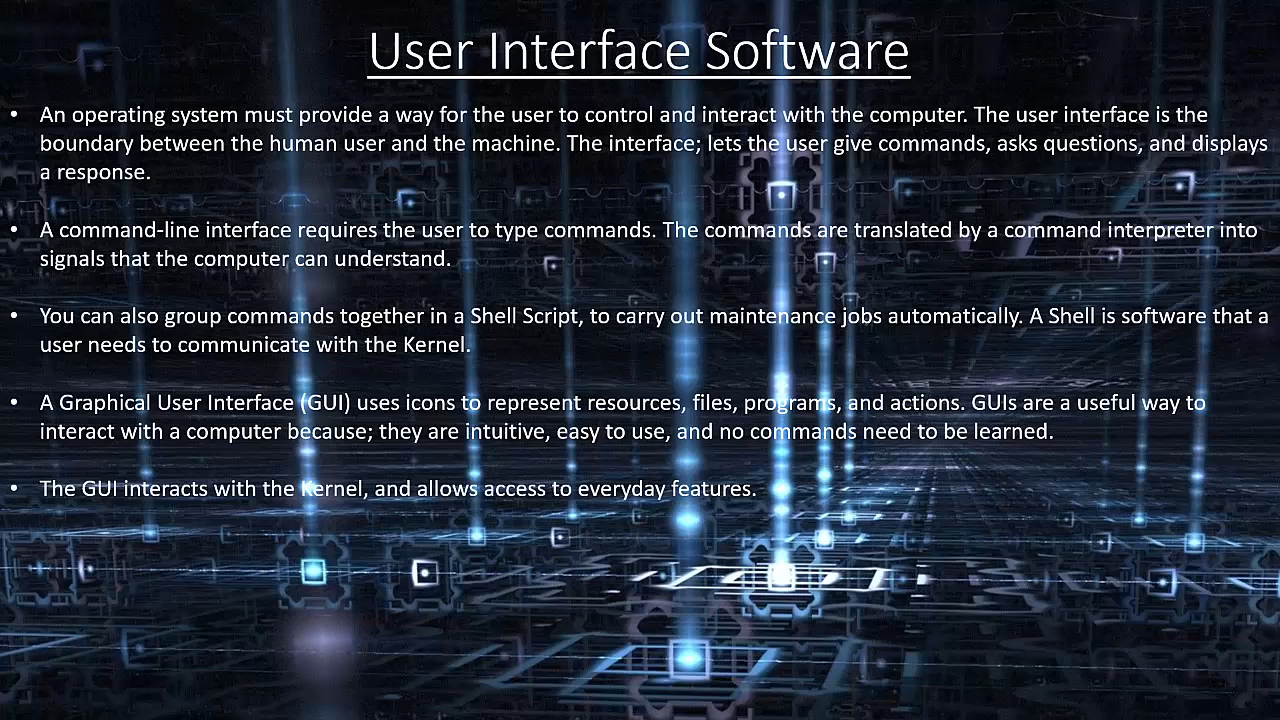 User Interface Software
• An operating system must provide a way for the user to control and interact with the computer. The user interface is the
boundary between the human user and the machine. The interface; lets the user give commands, asks questions, and displays
a response.
• A command-line interface requires the user to type commands. The commands are translated by a command interpreter into
signals that the computer can understand.
• You can also group commands together in a Shell Script, to carry out maintenance jobs automatically. A Shell is software that a
user needs to communicate with the Kernel.
• A Graphical User Interface (GUI) uses icons to represent resources, files, programs, and actions. GUIs are a useful way to
interact with a computer because; they are intuitive, easy to use, and no commands need to be learned.
• The GUI interacts with the Kernel, and allows access to everyday features.